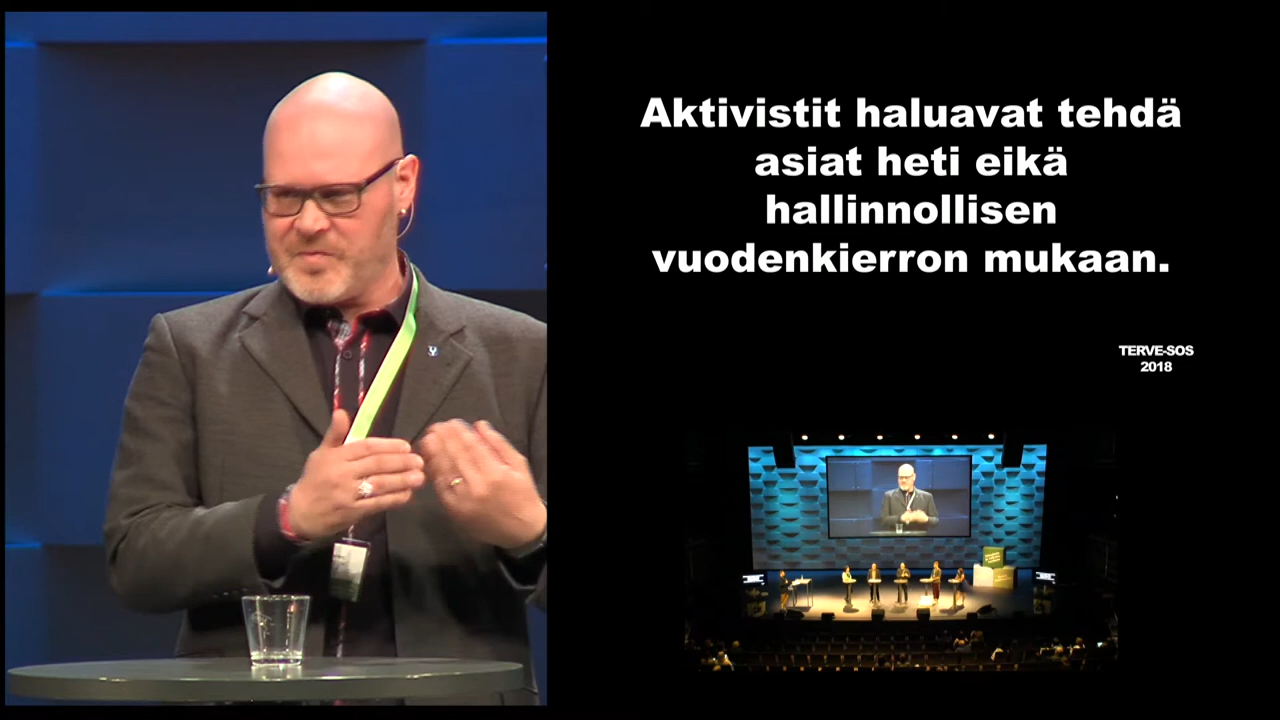 Aktivistit haluavat tehdä
asiat heti eikä
hallinnollisen
vuodenkierron mukaan.
TERVE-SOS
2018